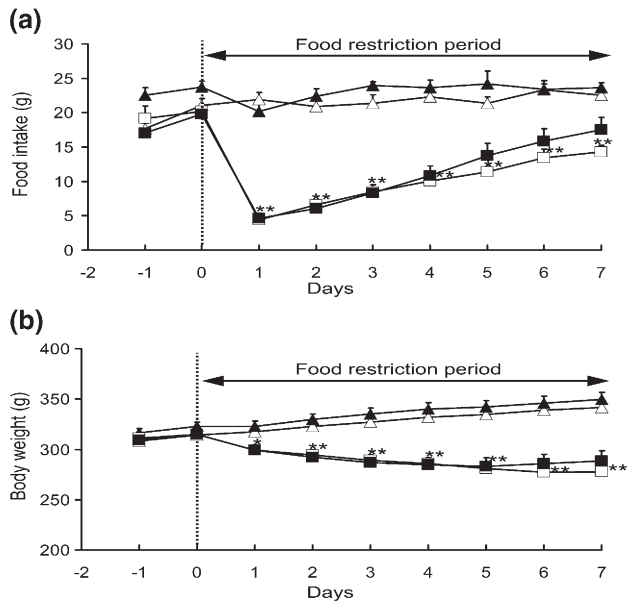 (a)
Food restriction period
30
25
20
15
10
5
0
Food intake (g)
**
**
**
**
**
**
**
-2 -1 0 1 2 3 4 5 6 7
Days
(b)
Food restriction period
400
350
300
250
200
Body weight (g)
*
**
**
**
**
**
**
-2 -1 0 1 2 3 4 5 6 7
Days